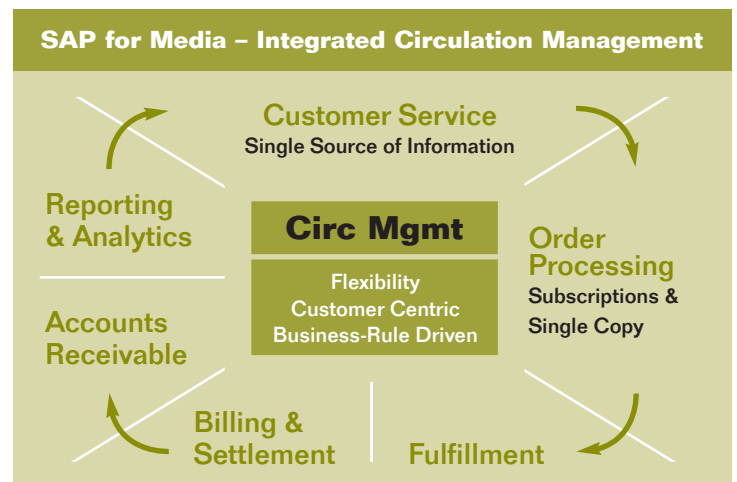 SAP for Media – Integrated Circulation Management
Customer Service
Single Source of Information
Reporting
& Analytics
Circ Mgmt
Flexibility
Customer Centric
Business-Rule Driven
Order
Processing
Subscriptions &
Single Copy
Accounts
Receivable
Billing &
Settlement
Fulfillment